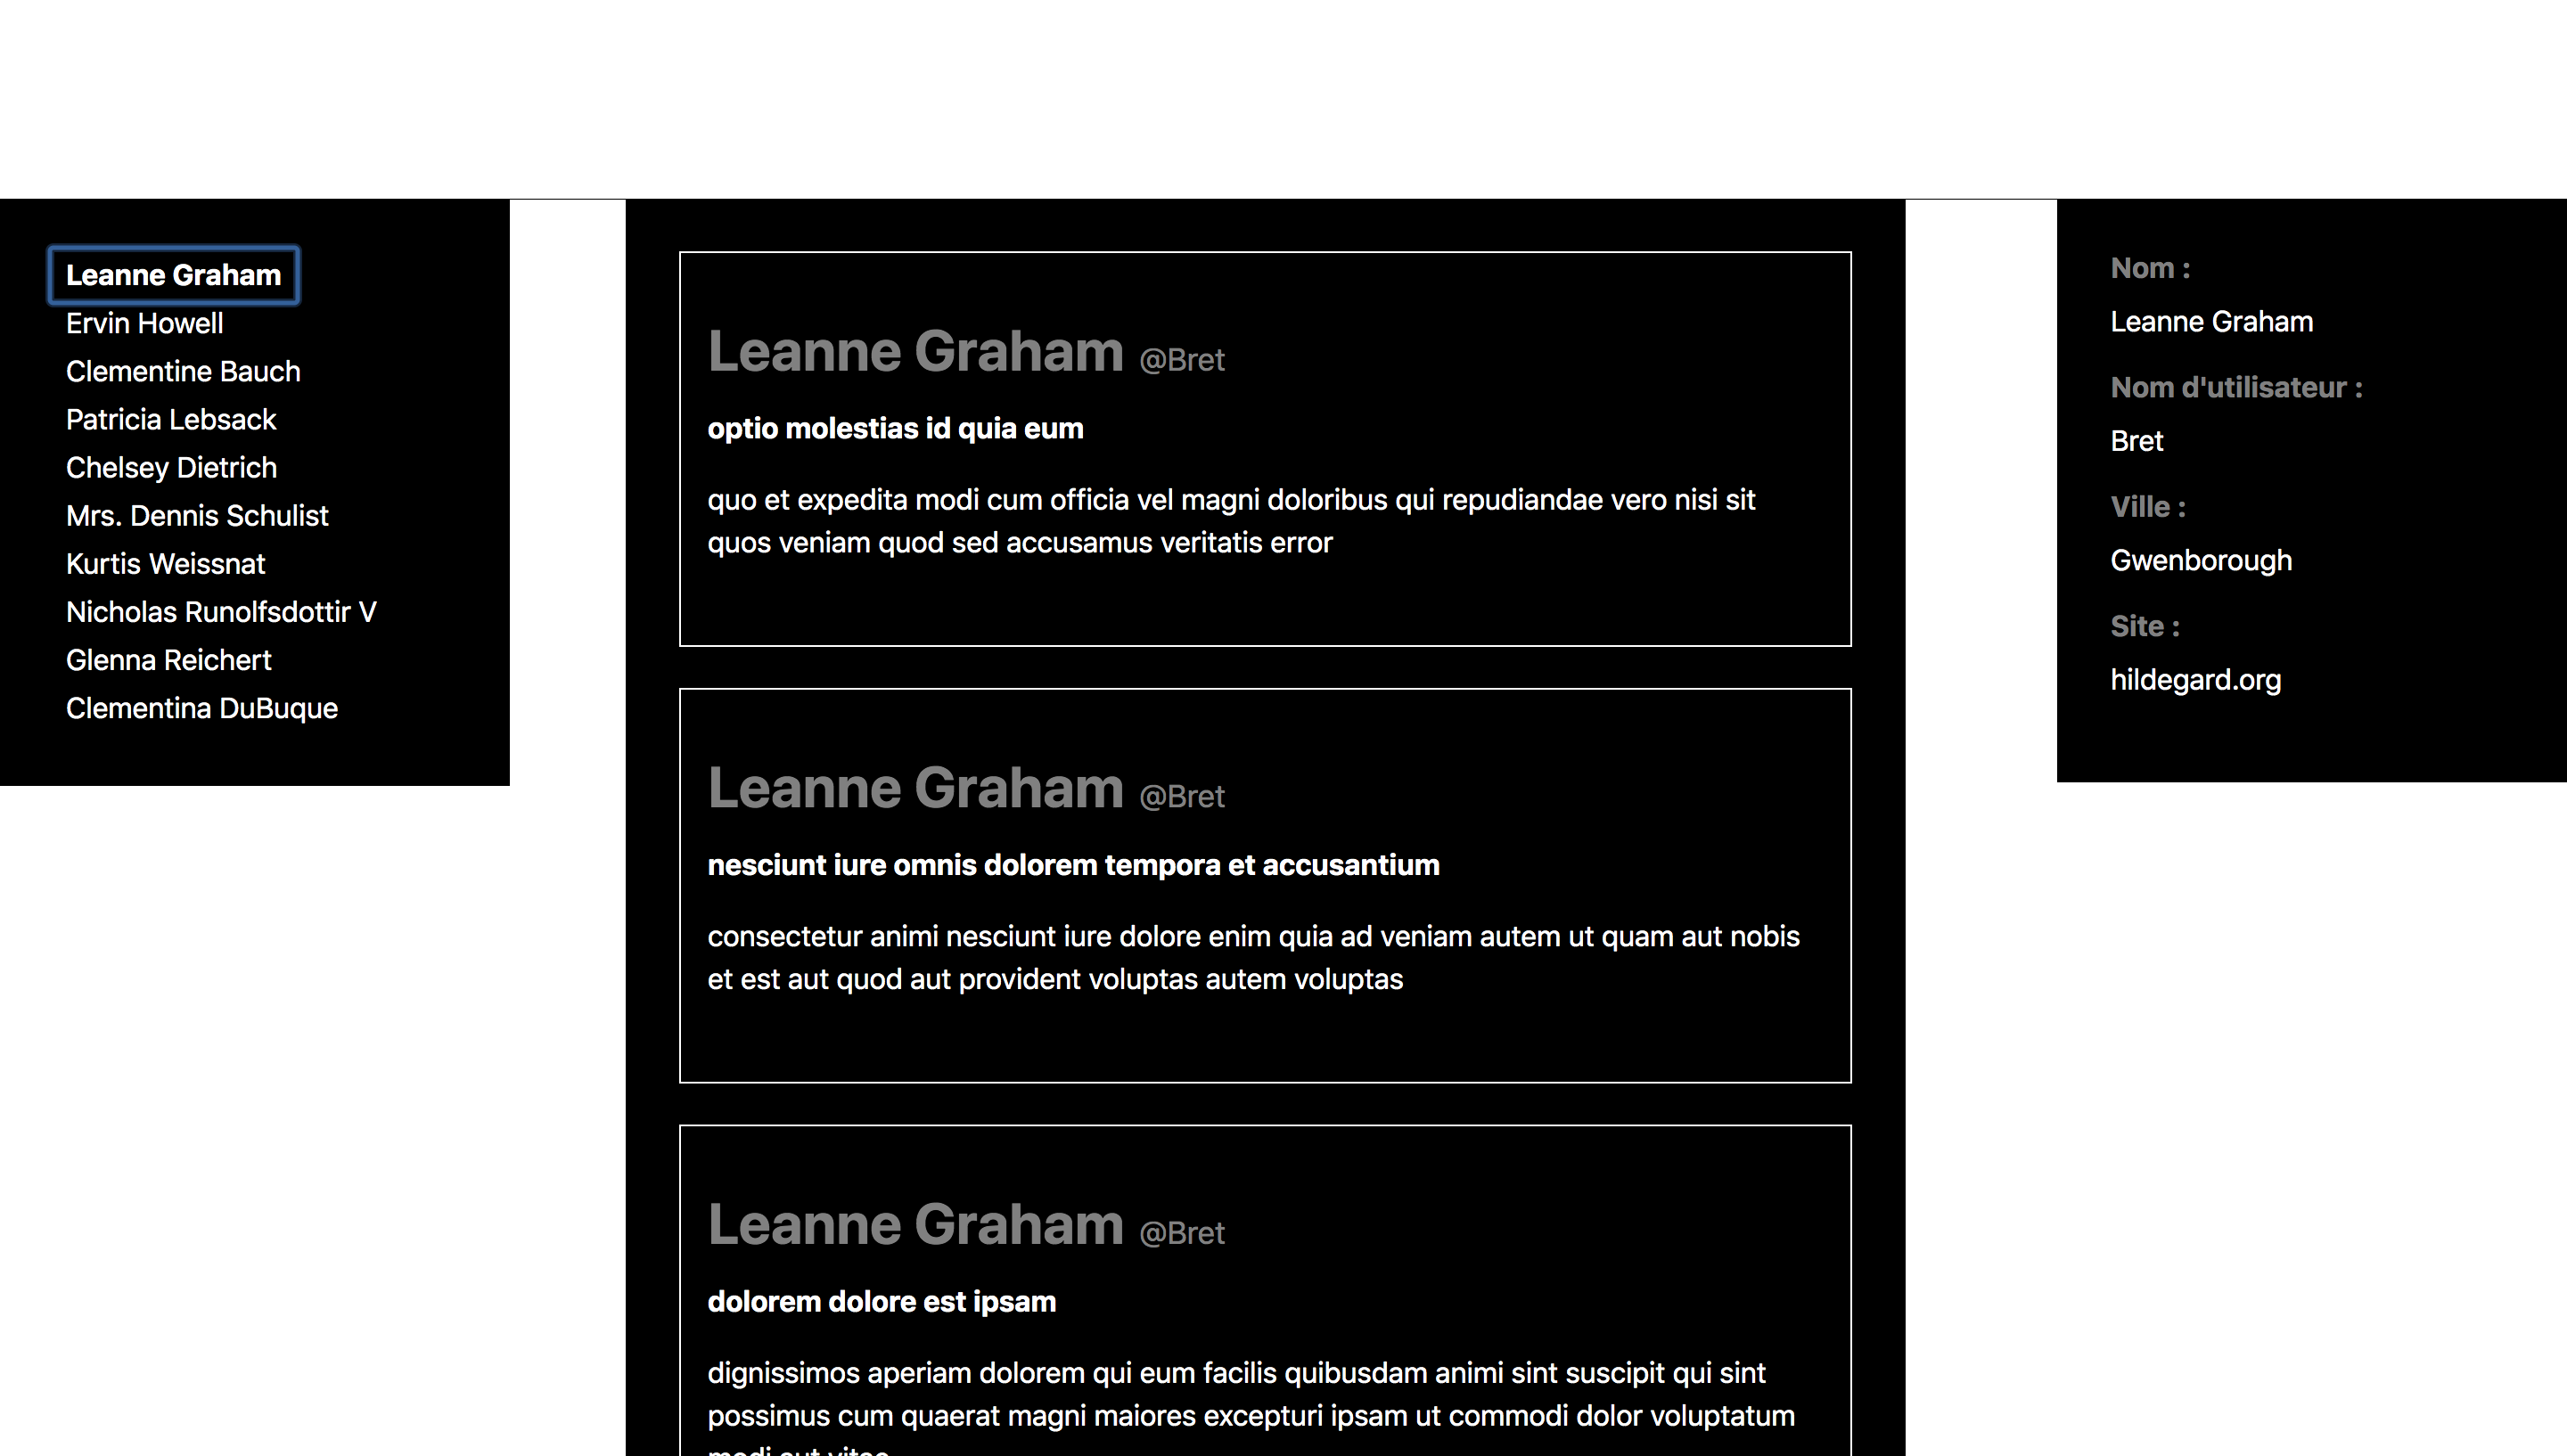 Leanne Graham
Ervin Howell
Clementine Bauch
Patricia Lebsack
Chelsey Dietrich
Mrs. Dennis Schulist
Kurtis Weissnat
Nicholas Runolfsdottir V
Glenna Reichert
Clementina DuBuque
Leanne Graham @Bret
optio molestias id quia eum
quo et expedita modi cum officia vel magni doloribus qui repudiandae vero nisi sit
quos veniam quod sed accusamus veritatis error
Leanne Graham @Bret
nesciunt iure omnis dolorem tempora et accusantium
consectetur animi nesciunt iure dolore enim quia ad veniam autem ut quam aut nobis
et est aut quod aut provident voluptas autem voluptas
Leanne Graham @Bret
dolorem dolore est ipsam
dignissimos aperiam dolorem qui eum facilis quibusdam animi sint suscipit qui sint
possimus cum quaerat magni maiores excepturi ipsam ut commodi dolor voluptatum
Nom :
Leanne Graham
Nom d'utilisateur :
Bret
Ville :
Gwenborough
Site :
hildegard.org